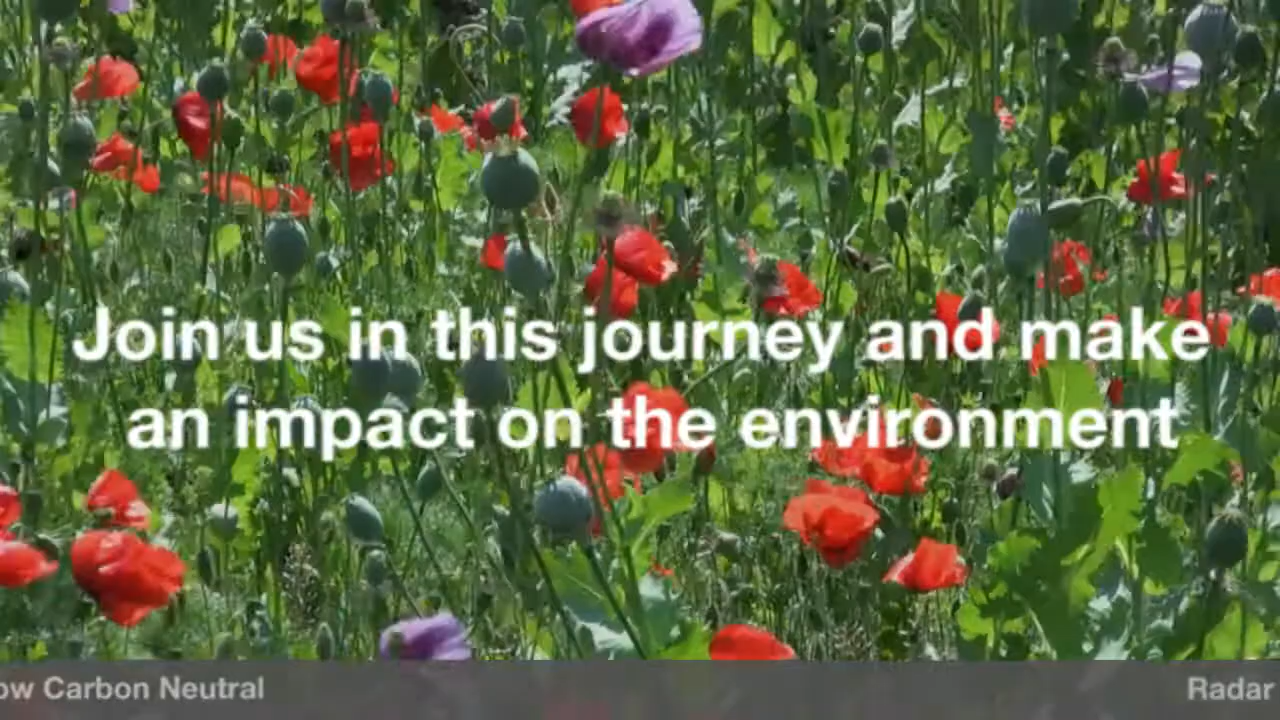 Join us in this journey and make
an impact on the environment
ow Carbon Neutral
Radar